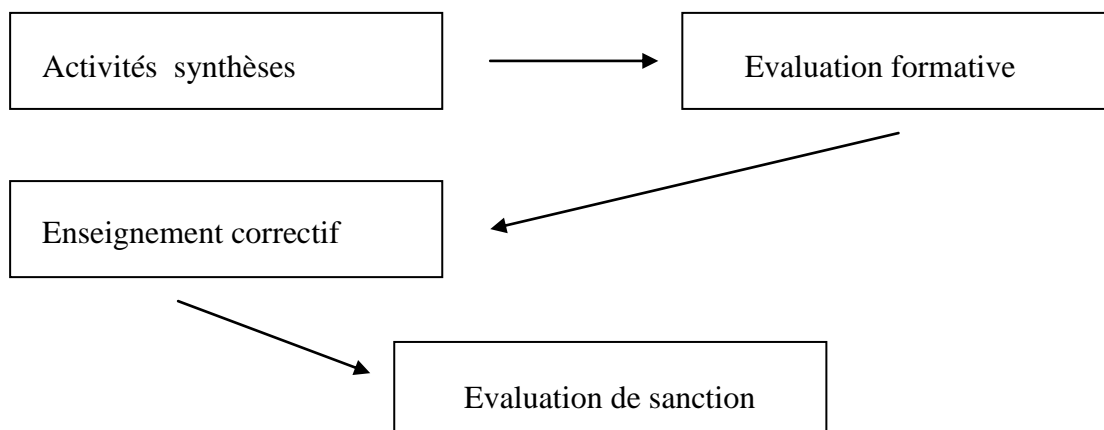 Activités synthèses
Evaluation formative
Enseignement correctif
Evaluation de sanction